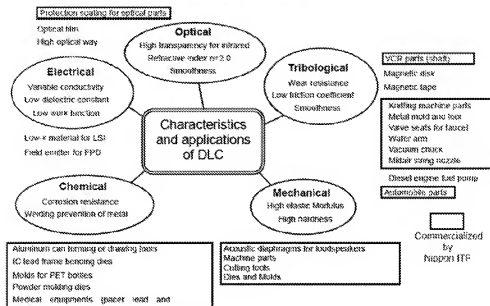 Protection coating for optical parts
Optical film
High optical way
Optical
High transparency for infrared
Refractive index n=2.0
Smoothness
Electrical
Variable conductivity
Low dielectric constant
Low work function
Low-k material for LSI
Field emitter for FPD
Tribological
Wear resistance
Low friction coefficient
Smoothness
VCR parts (shaft)
Magnetic disk
Magnetic tape
Knitting machine parts
Metal mold and tool
Valve seats for faucet
Wafer arm
Vacuum chuck
nozzle
Diesel engine fuel pump
Automobile parts
Characteristics
and applications
of DLC
Chemical
Corrosion resistance
Welding prevention of metal
Mechanical
High elastic Modulus
High hardness
Aluminum can forming or drawing tools
IC lead frame bending dies
Molds for PET bottles
Powder molding dies
Medical equipments (pacer lead and
Acoustic diaphragms for loudspeakers
Machine parts
Cutting tools
Dies and Molds
Commercialized
by
Nippon ITF